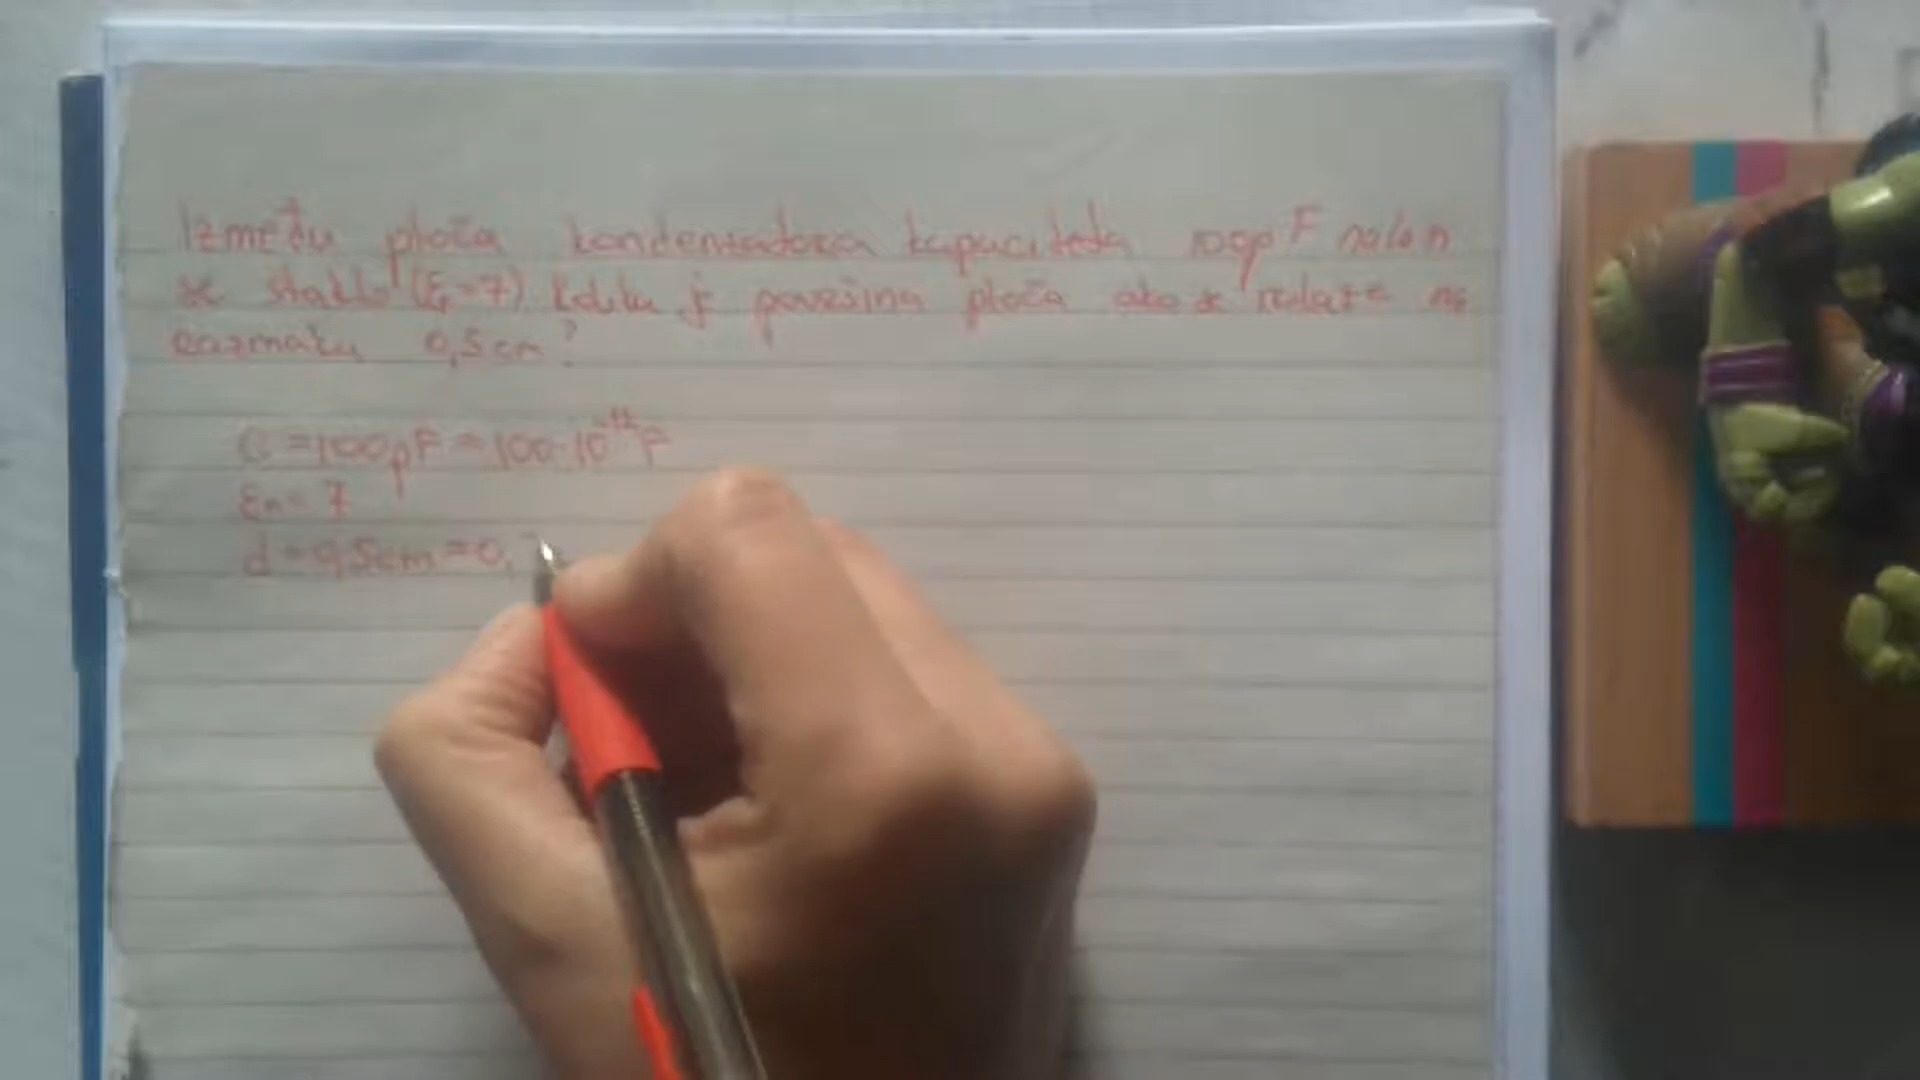 Između ploča kondenzatora kapaciteta 100pF nalazi
se staklo (εr=7). Kolika je površina ploča ako se nalaze na
razmaku 0,5cm?
C = 100pF = 100·10⁻¹²F
εr = 7
d = 0,5cm = 0,